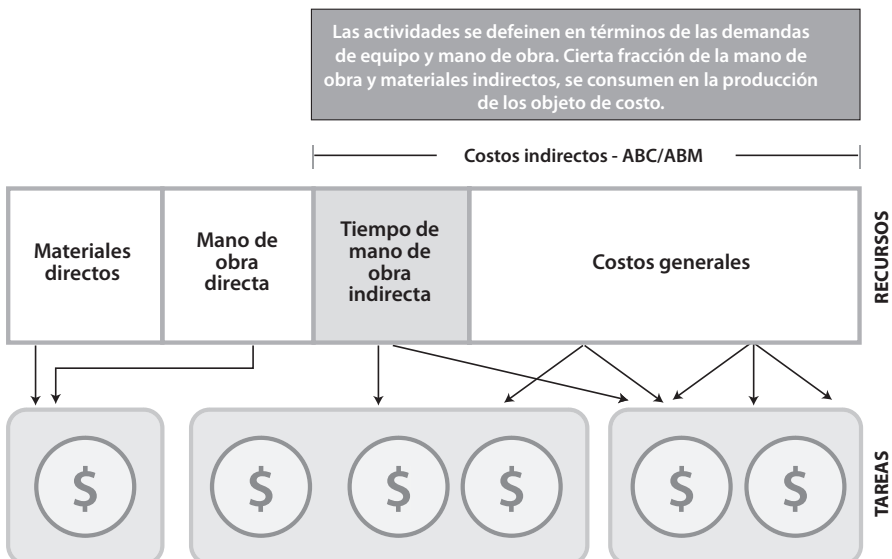 Las actividades se defeinen en términos de las demandas
de equipo y mano de obra. Cierta fracción de la mano de
obra y materiales indirectos, se consumen en la producción
de los objeto de costo.
Costos indirectos - ABC/ABM
Materiales
directos
Mano de
obra
directa
Tiempo de
mano de
obra
indirecta
Costos generales
RECURSOS
$
$
$
$
$
$
TAREAS